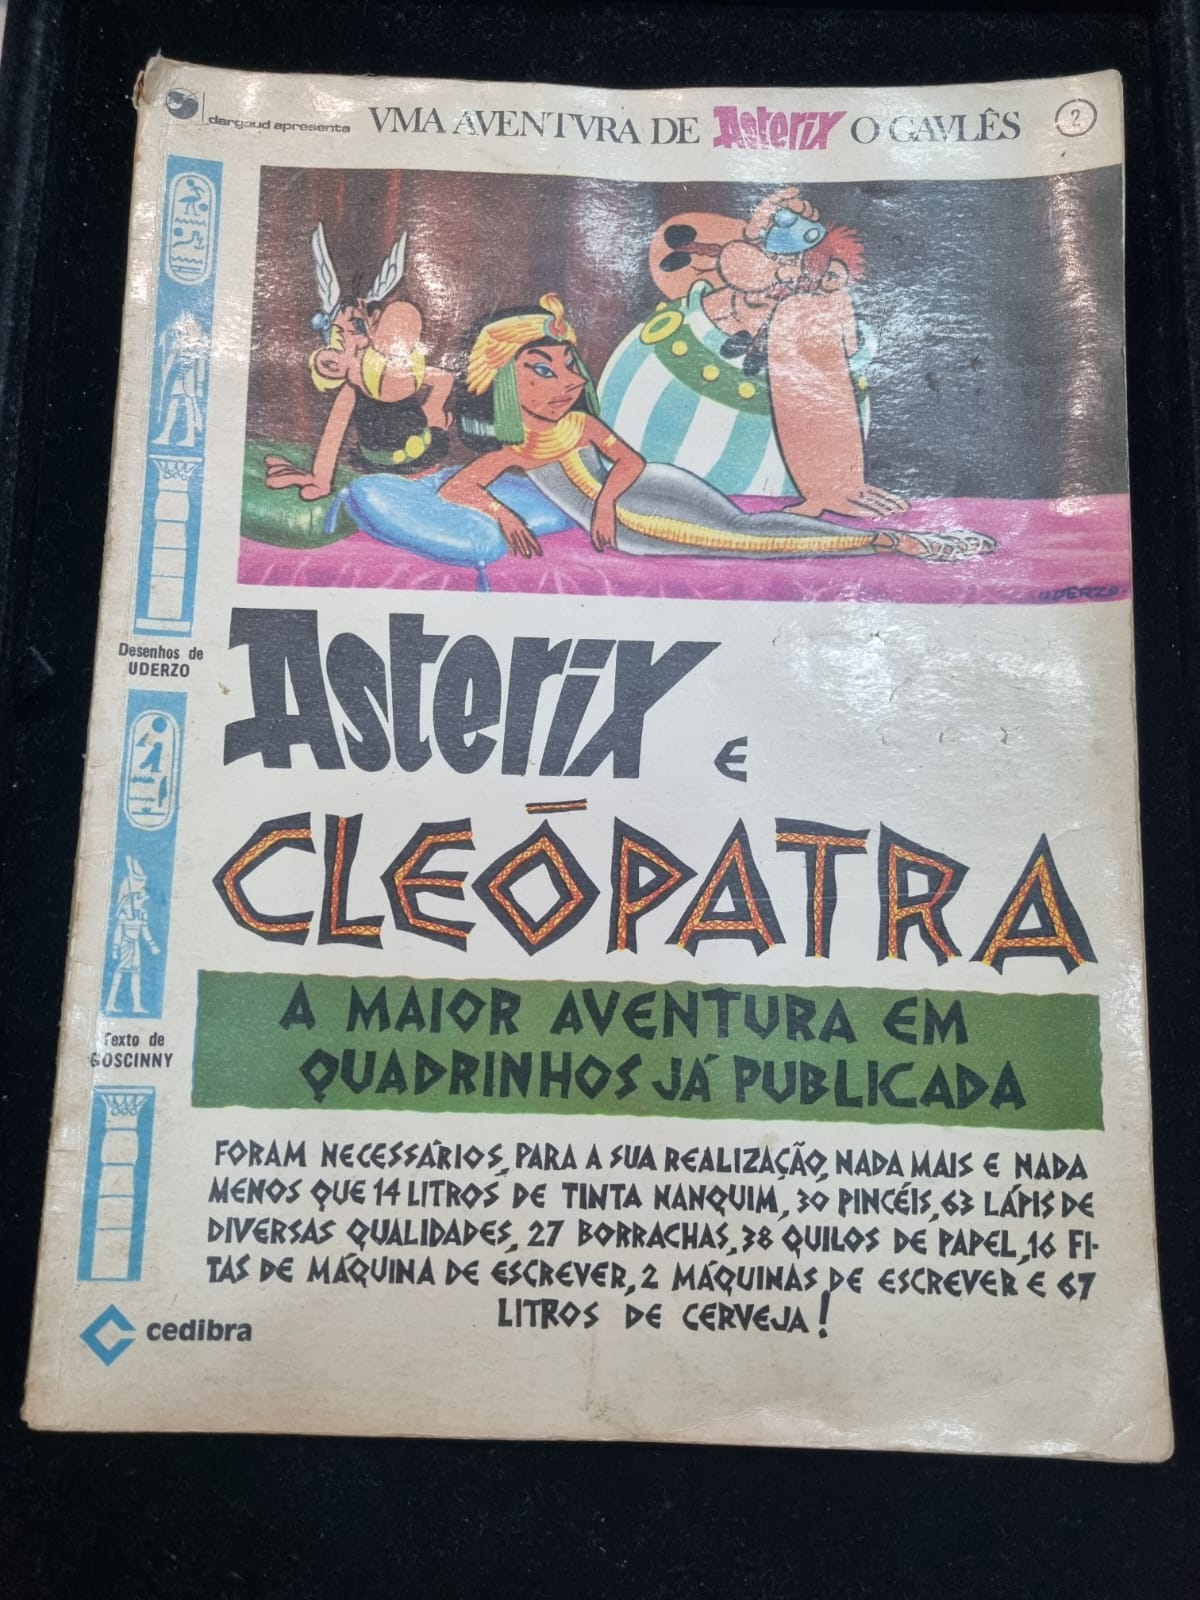 dargaud apresenta
VMA AVENTVRA DE Asterix O GAVLÊS
2
UDERZO.
Desenhos de
UDERZO
Asterix E
CLEÓPATRA
A MAIOR AVENTURA EM
QUADRINHOS JÁ PUBLICADA
Texto de
GOSCINNY
FORAM NECESSÁRIOS, PARA A SUA REALIZAÇÃO, NADA MAIS E NADA
MENOS QUE 14 LITROS DE TINTA NANQUIM, 30 PINCÉIS, 63 LÁPIS DE
DIVERSAS QUALIDADES, 27 BORRACHAS, 38 QUILOS DE PAPEL, 16 FI-
TAS DE MÁQUINA DE ESCREVER, 2 MÁQUINAS DE ESCREVER E 67
LITROS DE CERVEJA!
cedibra